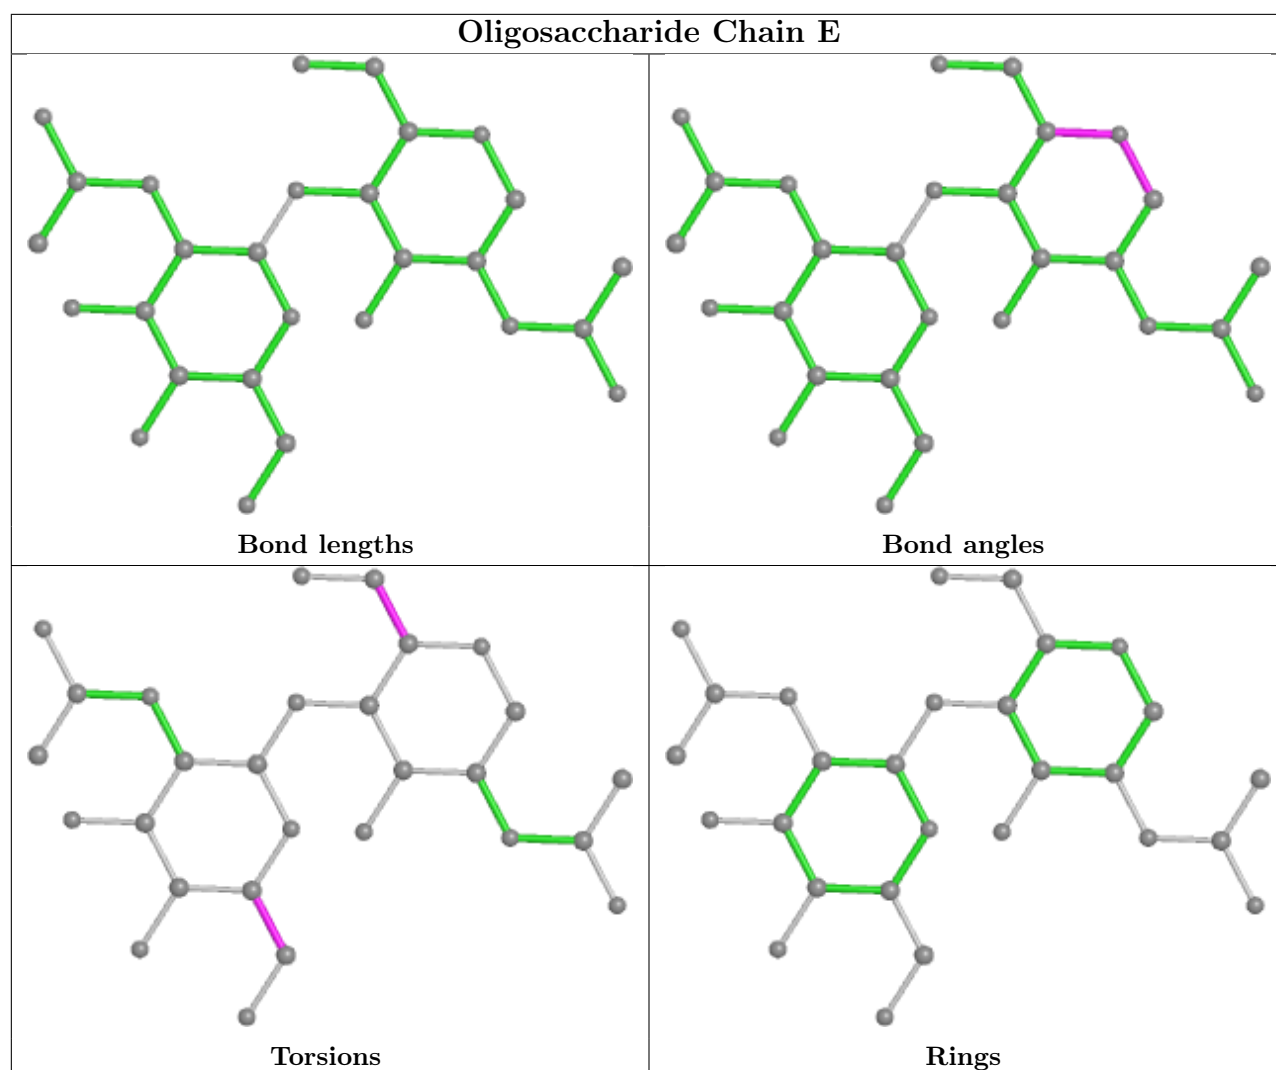 Oligosaccharide Chain E
Bond lengths
Bond angles
Torsions
Rings